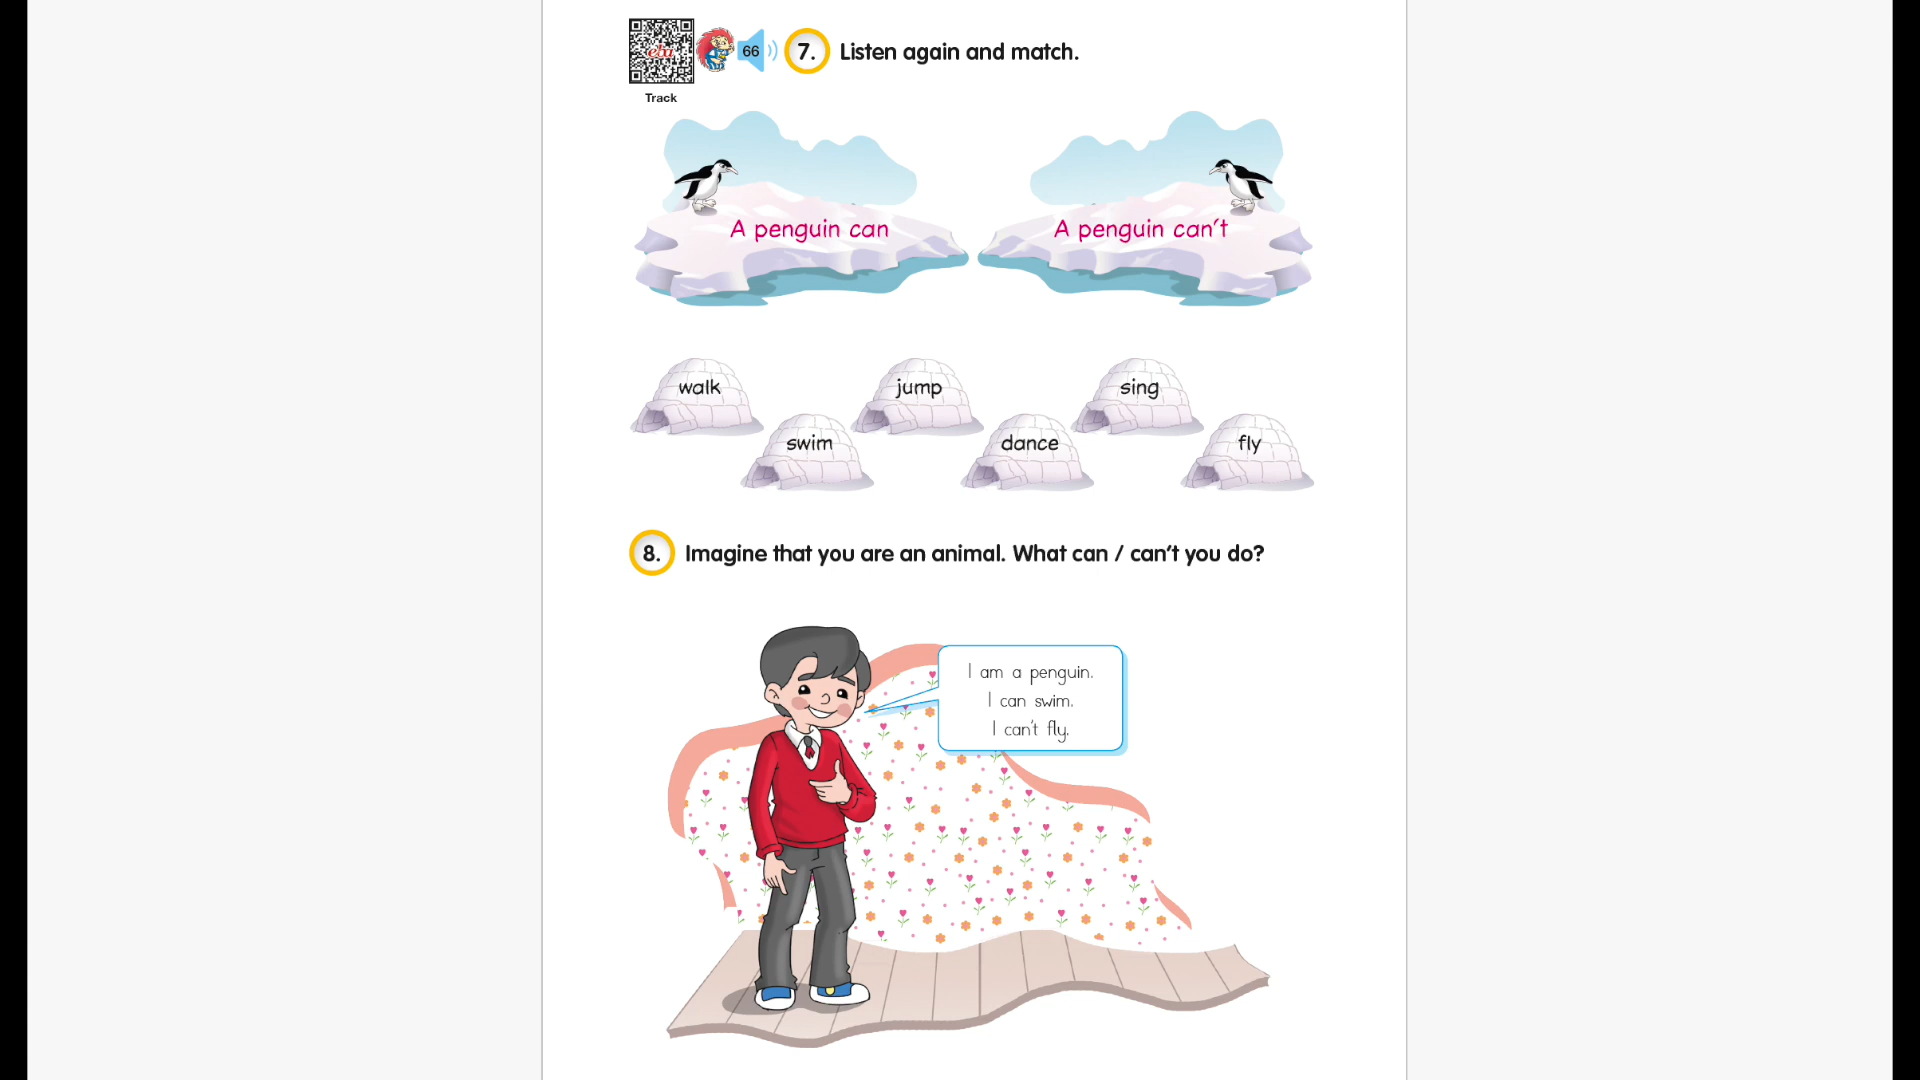 eba
66
7. Listen again and match.
Track
A penguin can
A penguin can't
walk
jump
sing
swim
dance
fly
8. Imagine that you are an animal. What can / can't you do?
I am a penguin.
I can swim.
I can't fly.